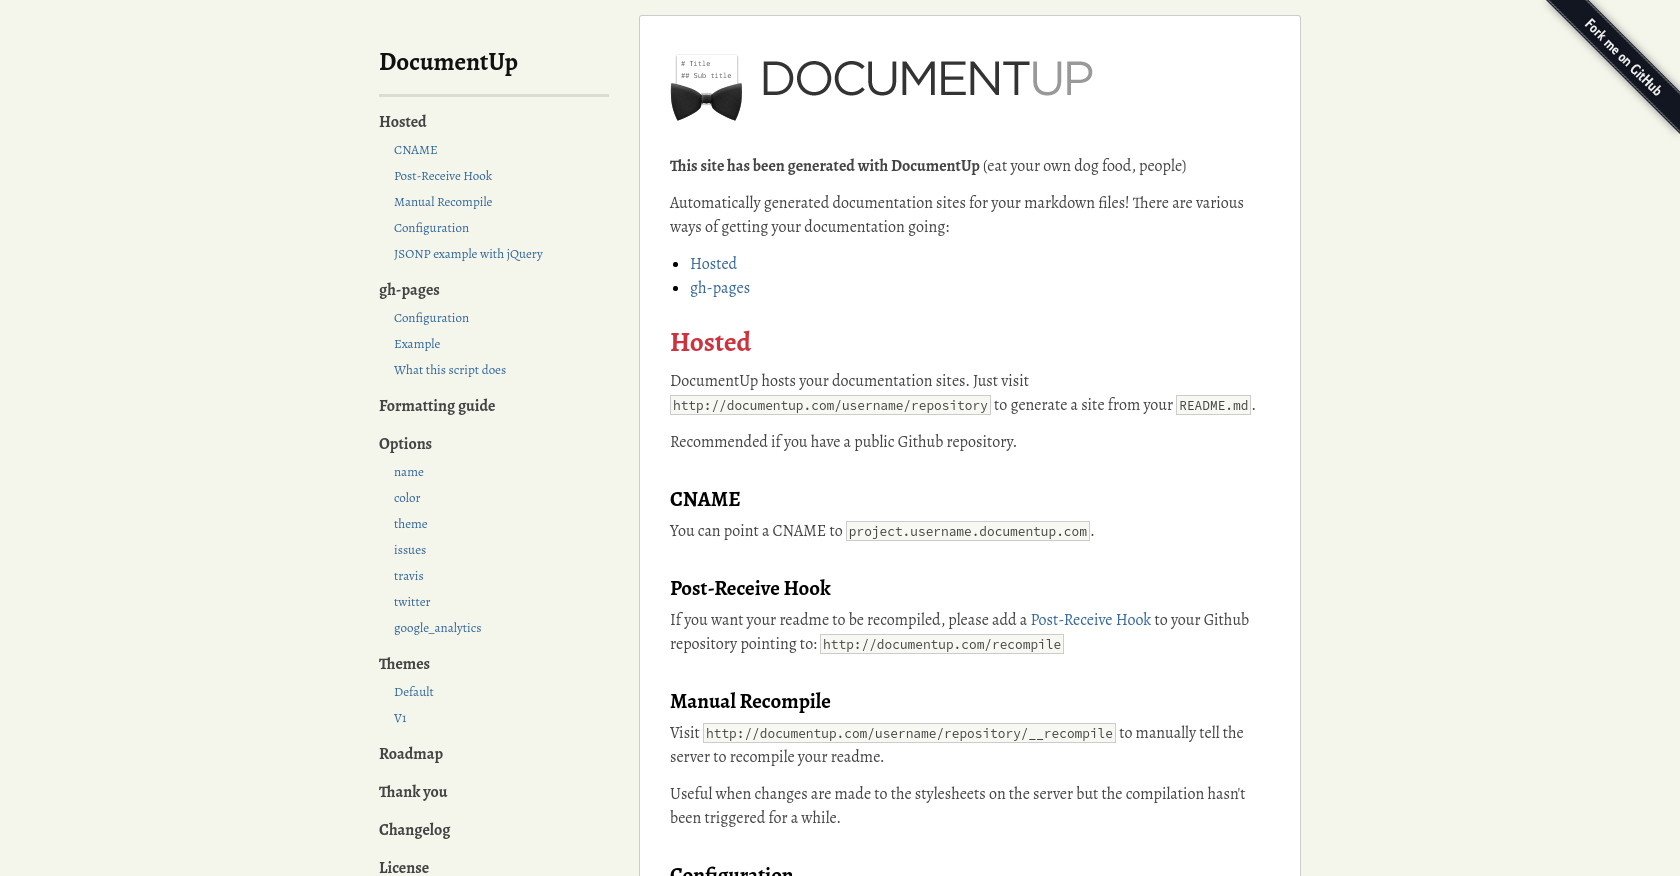 DocumentUp
Hosted
CNAME
Post-Receive Hook
Manual Recompile
Configuration
JSONP example with jQuery
gh-pages
Configuration
Example
What this script does
Formatting guide
Options
name
color
theme
issues
travis
twitter
google_analytics
Themes
Default
V1
Roadmap
Thank you
Changelog
License
# Title
## Sub title
DOCUMENTUP
This site has been generated with DocumentUp (eat your own dog food, people)
Automatically generated documentation sites for your markdown files! There are various
ways of getting your documentation going:
Hosted
gh-pages
Hosted
DocumentUp hosts your documentation sites. Just visit
http://documentup.com/username/repository to generate a site from your README.md.
Recommended if you have a public Github repository.
CNAME
You can point a CNAME to project.username.documentup.com.
Post-Receive Hook
If you want your readme to be recompiled, please add a Post-Receive Hook to your Github
repository pointing to: http://documentup.com/recompile
Manual Recompile
Visit http://documentup.com/username/repository/__recompile to manually tell the
server to recompile your readme.
Useful when changes are made to the stylesheets on the server but the compilation hasn't
been triggered for a while.
Configuration
Fork me on GitHub